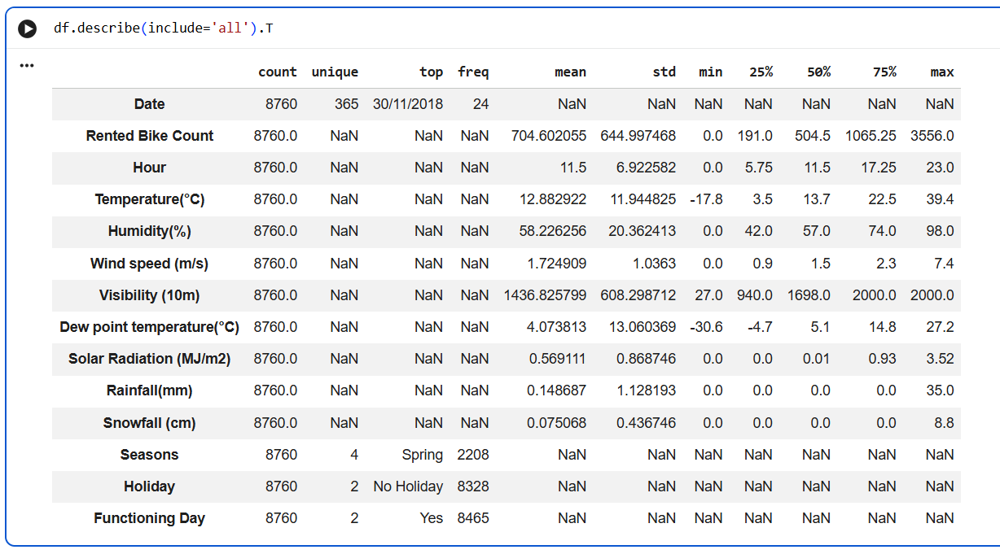 df.describe(include='all').T
count unique top freq mean std min 25% 50% 75% max
Date 8760 365 30/11/2018 24 NaN NaN NaN NaN NaN NaN NaN
Rented Bike Count 8760.0 NaN NaN NaN 704.602055 644.997468 0.0 191.0 504.5 1065.25 3556.0
Hour 8760.0 NaN NaN NaN 11.5 6.922582 0.0 5.75 11.5 17.25 23.0
Temperature(°C) 8760.0 NaN NaN NaN 12.882922 11.944825 -17.8 3.5 13.7 22.5 39.4
Humidity(%) 8760.0 NaN NaN NaN 58.226256 20.362413 0.0 42.0 57.0 74.0 98.0
Wind speed (m/s) 8760.0 NaN NaN NaN 1.724909 1.0363 0.0 0.9 1.5 2.3 7.4
Visibility (10m) 8760.0 NaN NaN NaN 1436.825799 608.298712 27.0 940.0 1698.0 2000.0 2000.0
Dew point temperature(°C) 8760.0 NaN NaN NaN 4.073813 13.060369 -30.6 -4.7 5.1 14.8 27.2
Solar Radiation (MJ/m2) 8760.0 NaN NaN NaN 0.569111 0.868746 0.0 0.0 0.01 0.93 3.52
Rainfall(mm) 8760.0 NaN NaN NaN 0.148687 1.128193 0.0 0.0 0.0 0.0 35.0
Snowfall (cm) 8760.0 NaN NaN NaN 0.075068 0.436746 0.0 0.0 0.0 0.0 8.8
Seasons 8760 4 Spring 2208 NaN NaN NaN NaN NaN NaN NaN
Holiday 8760 2 No Holiday 8328 NaN NaN NaN NaN NaN NaN NaN
Functioning Day 8760 2 Yes 8465 NaN NaN NaN NaN NaN NaN NaN